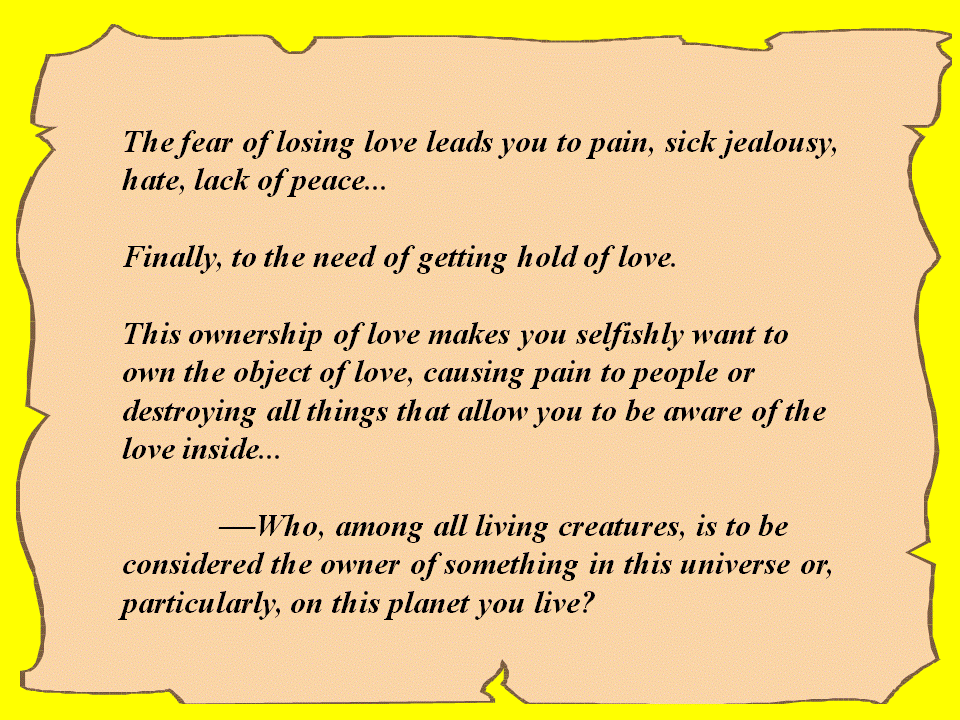 The fear of losing love leads you to pain, sick jealousy,
hate, lack of peace...
Finally, to the need of getting hold of love.
This ownership of love makes you selfishly want to
own the object of love, causing pain to people or
destroying all things that allow you to be aware of the
love inside...
—Who, among all living creatures, is to be
considered the owner of something in this universe or,
particularly, on this planet you live?